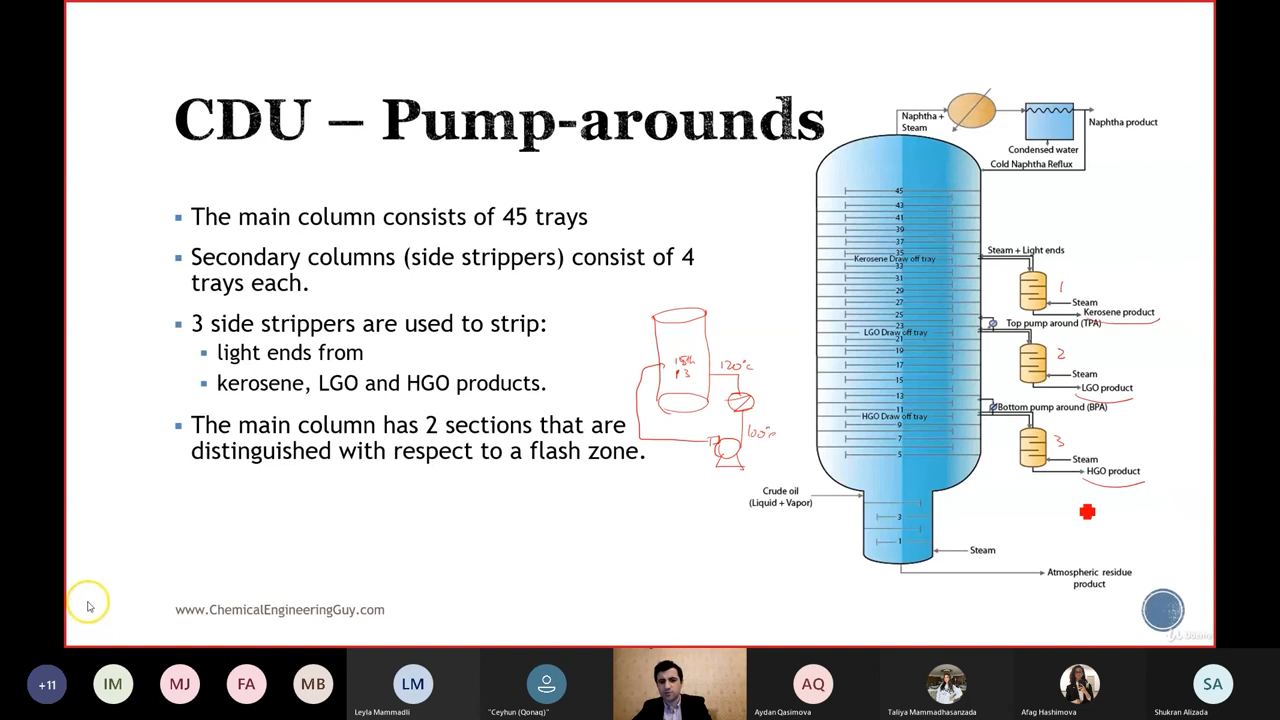 CDU – Pump-arounds
The main column consists of 45 trays
Secondary columns (side strippers) consist of 4
trays each.
3 side strippers are used to strip:
light ends from
kerosene, LGO and HGO products.
The main column has 2 sections that are
distinguished with respect to a flash zone.
www.ChemicalEngineeringGuy.com
120°c
100°c
Naphtha +
Steam
Naphtha product
Condensed water
Cold Naphtha Reflux
45
43
41
39
37
35
Kerosene Draw off tray
33
31
29
27
25
23
LGO Draw off tray
21
19
17
15
13
11
HGO Draw off tray
9
7
5
3
1
Steam + Light ends
1
Steam
Kerosene product
Top pump around (TPA)
2
Steam
LGO product
Bottom pump around (BPA)
3
Steam
HGO product
Crude oil
(Liquid + Vapor)
Steam
Atmospheric residue
product
Udemy
+11
IM
MJ
FA
MB
LM
Leyla Mammadli
"Ceyhun (Qonaq)"
AQ
Aydan Qasimova
Taliya Mammadhasanzada
Afag Hashimova
SA
Shukran Alizada